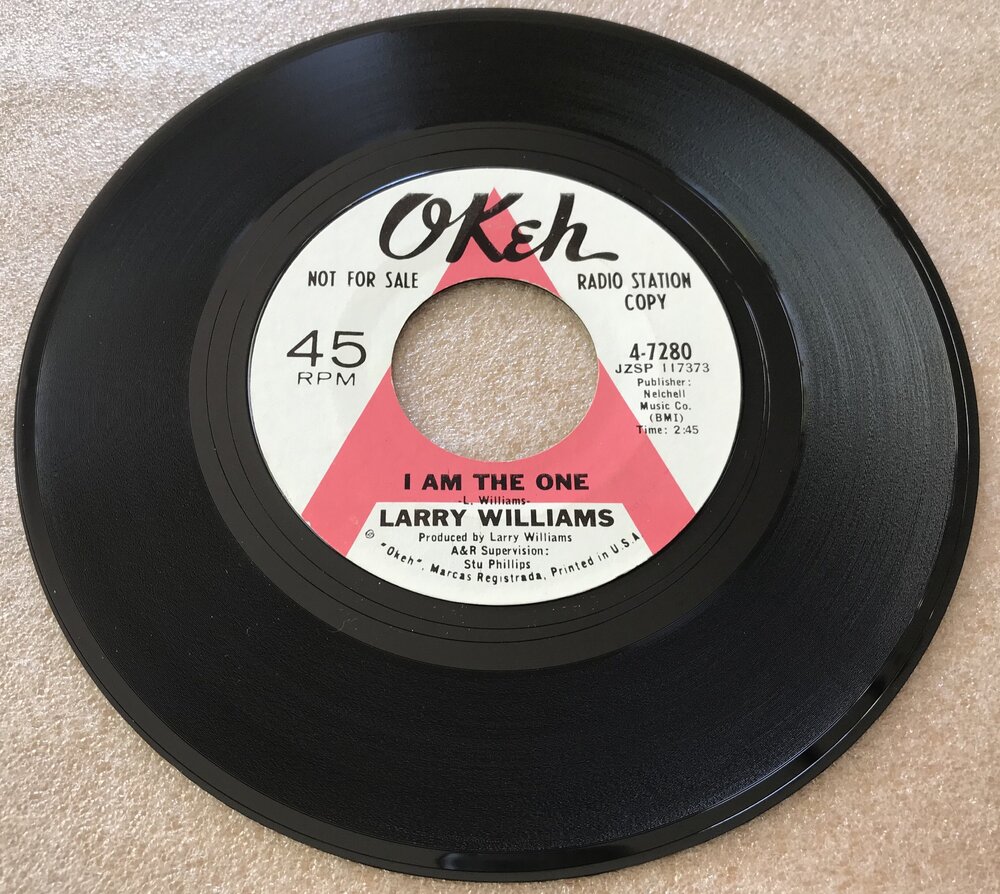 OKeh
NOT FOR SALE
RADIO STATION
COPY
45
RPM
4-7280
JZSP 117373
Publisher:
Nelchell
Music Co.
(BMI)
Time: 2:45
I AM THE ONE
-L. Williams-
LARRY WILLIAMS
Produced by Larry Williams
A&R Supervision:
Stu Phillips
® "Okeh", Marcas Registrada, Printed in U.S.A